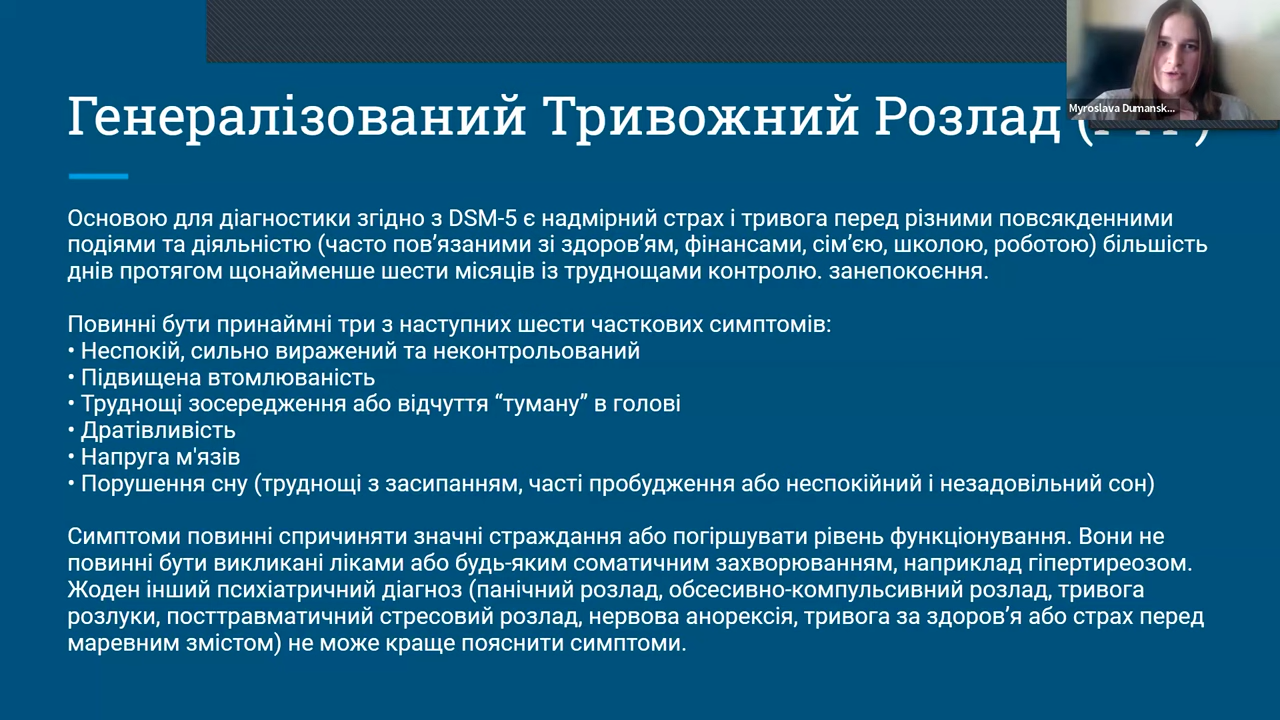 Myroslava Dumansk...
Генералізований Тривожний Розлад
Основою для діагностики згідно з DSM-5 є надмірний страх і тривога перед різними повсякденними
подіями та діяльністю (часто пов’язаними зі здоров’ям, фінансами, сім’єю, школою, роботою) більшість
днів протягом щонайменше шести місяців із труднощами контролю. занепокоєння.
Повинні бути принаймні три з наступних шести часткових симптомів:
• Неспокій, сильно виражений та неконтрольований
• Підвищена втомлюваність
• Труднощі зосередження або відчуття “туману” в голові
• Дратівливість
• Напруга м'язів
• Порушення сну (труднощі з засипанням, часті пробудження або неспокійний і незадовільний сон)
Симптоми повинні спричиняти значні страждання або погіршувати рівень функціонування. Вони не
повинні бути викликані ліками або будь-яким соматичним захворюванням, наприклад гіпертиреозом.
Жоден інший психіатричний діагноз (панічний розлад, обсесивно-компульсивний розлад, тривога
розлуки, посттравматичний стресовий розлад, нервова анорексія, тривога за здоров’я або страх перед
маревним змістом) не може краще пояснити симптоми.